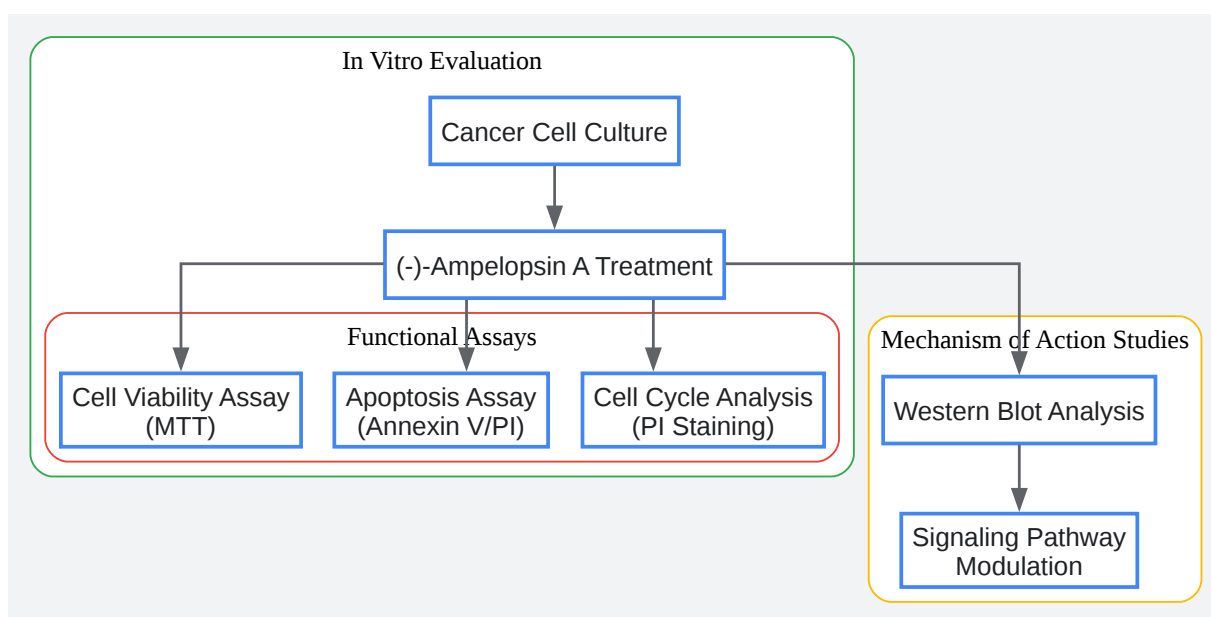 In Vitro Evaluation
Cancer Cell Culture
(-)-Ampelopsin A Treatment
Functional Assays
Cell Viability Assay
(MTT)
Apoptosis Assay
(Annexin V/PI)
Cell Cycle Analysis
(PI Staining)
Mechanism of Action Studies
Western Blot Analysis
Signaling Pathway
Modulation